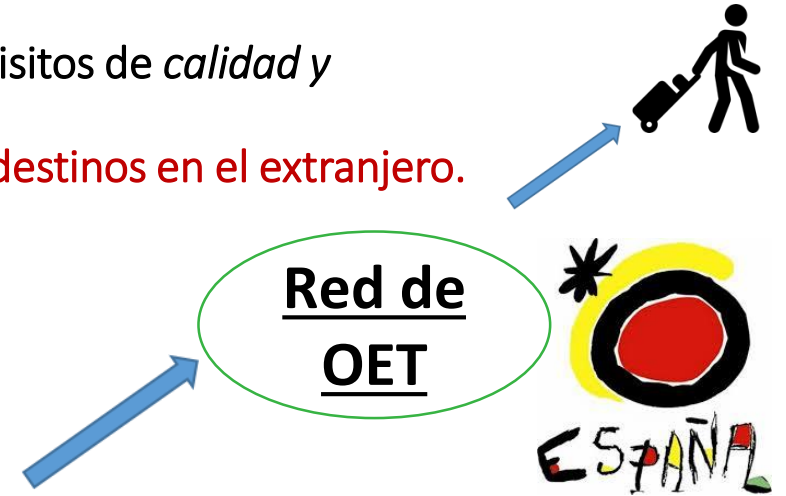 isitos de calidad y
destinos en el extranjero.
Red de
OET
ESPAÑA